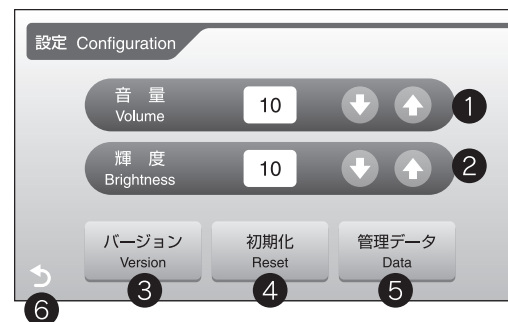 設定 Configuration
音 量
Volume
10
1
輝 度
Brightness
10
2
バージョン
Version
初期化
Reset
管理データ
Data
3
4
5
6